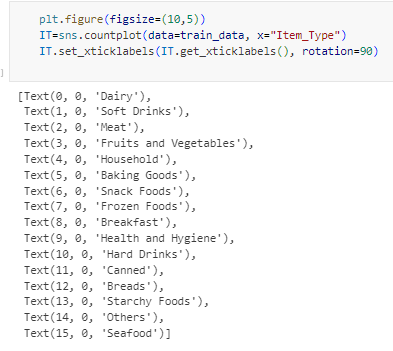 plt.figure(figsize=(10,5))
IT=sns.countplot(data=train_data, x="Item_Type")
IT.set_xticklabels(IT.get_xticklabels(), rotation=90)
]
[Text(0, 0, 'Dairy'),
Text(1, 0, 'Soft Drinks'),
Text(2, 0, 'Meat'),
Text(3, 0, 'Fruits and Vegetables'),
Text(4, 0, 'Household'),
Text(5, 0, 'Baking Goods'),
Text(6, 0, 'Snack Foods'),
Text(7, 0, 'Frozen Foods'),
Text(8, 0, 'Breakfast'),
Text(9, 0, 'Health and Hygiene'),
Text(10, 0, 'Hard Drinks'),
Text(11, 0, 'Canned'),
Text(12, 0, 'Breads'),
Text(13, 0, 'Starchy Foods'),
Text(14, 0, 'Others'),
Text(15, 0, 'Seafood')]